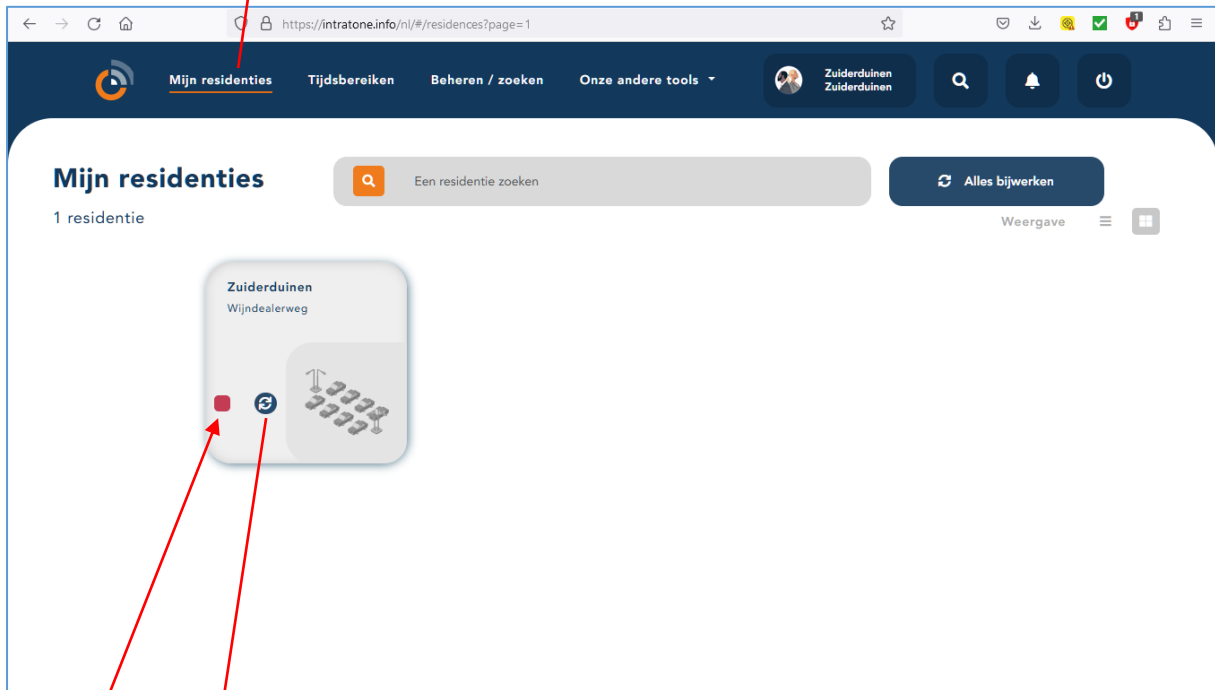 https://intratone.info/nl/#/residences?page=1
1
Mijn residenties
Tijdsbereiken
Beheren / zoeken
Onze andere tools
Zuiderduinen
Zuiderduinen
Mijn residenties
Een residentie zoeken
Alles bijwerken
1 residentie
Weergave
Zuiderduinen
Wijndealerweg